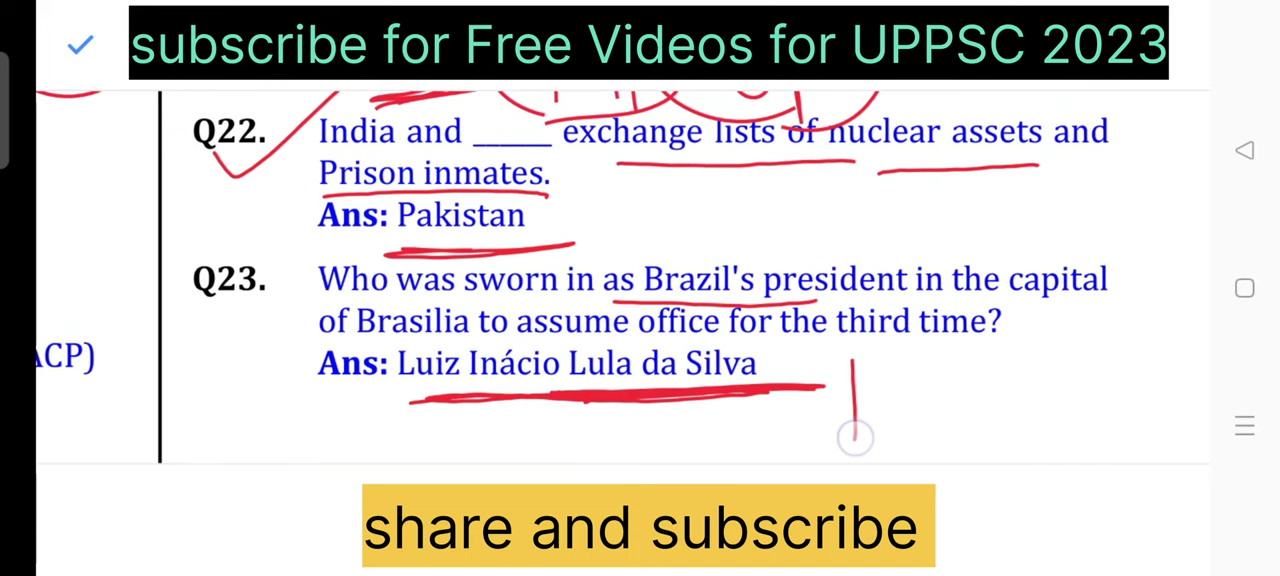 subscribe for Free Videos for UPPSC 2023
Q22. India and ______ exchange lists of nuclear assets and
Prison inmates.
Ans: Pakistan
Q23. Who was sworn in as Brazil's president in the capital
of Brasilia to assume office for the third time?
ACP)
Ans: Luiz Inácio Lula da Silva
share and subscribe